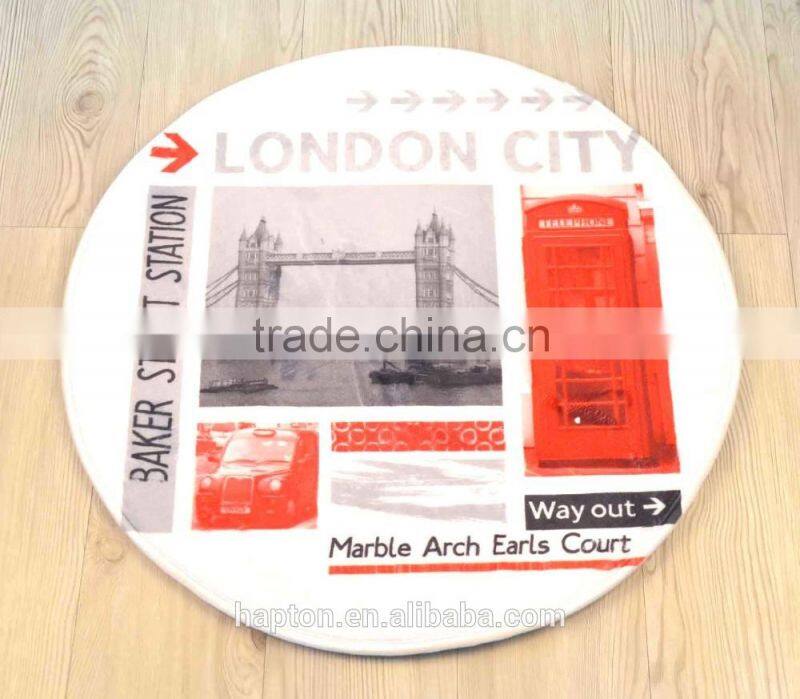 → → → → → →
→ LONDON CITY
TELEPHONE
BAKER ST T STATION
trade.china.cn
Way out →
Marble Arch Earls Court
hapton.en.alibaba.com